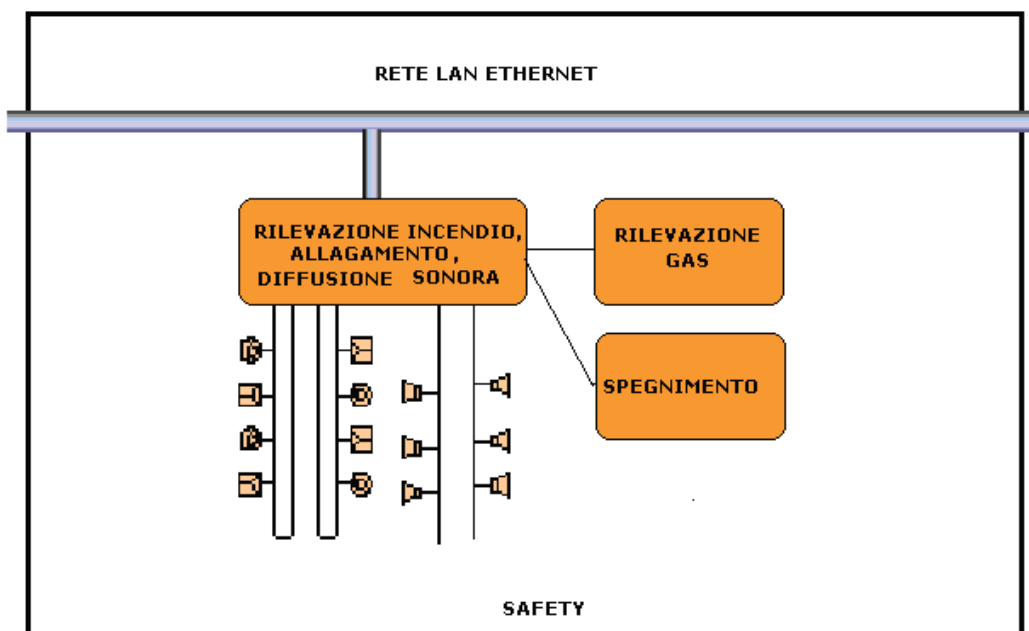 RETE LAN ETHERNET
RILEVAZIONE INCENDIO,
ALLAGAMENTO,
DIFFUSIONE SONORA
RILEVAZIONE
GAS
SPEGNIMENTO
SAFETY